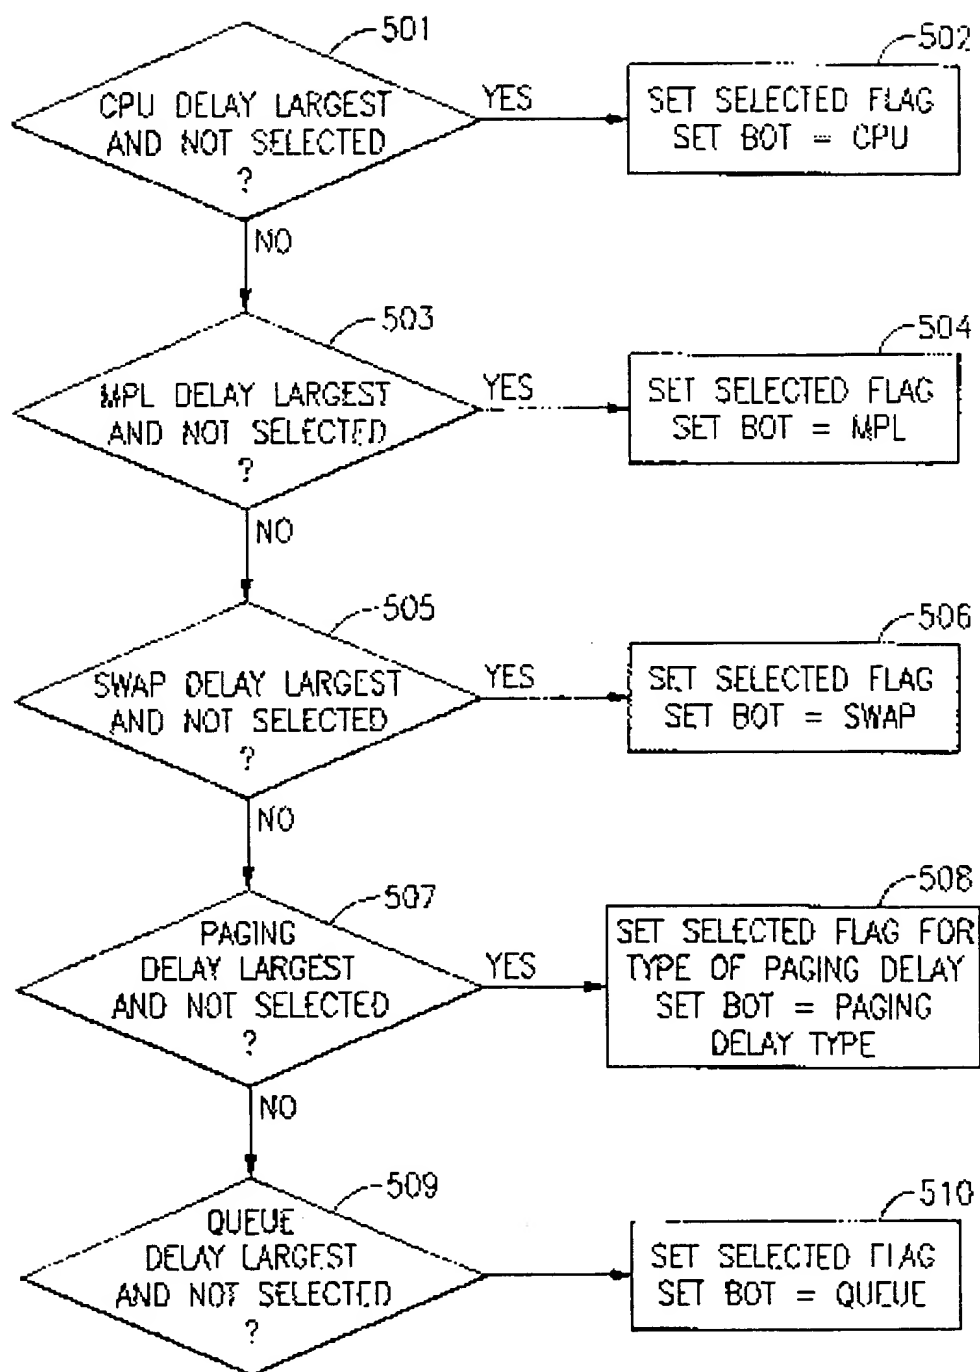 501
CPU DELAY LARGEST
AND NOT SELECTED
?
YES
502
SET SELECTED FLAG
SET BOT = CPU
NO
503
MPL DELAY LARGEST
AND NOT SELECTED
?
YES
504
SET SELECTED FLAG
SET BOT = MPL
NO
505
SWAP DELAY LARGEST
AND NOT SELECTED
?
YES
506
SET SELECTED FLAG
SET BOT = SWAP
NO
507
PAGING
DELAY LARGEST
AND NOT SELECTED
?
YES
508
SET SELECTED FLAG FOR
TYPE OF PAGING DELAY
SET BOT = PAGING
DELAY TYPE
NO
509
QUEUE
DELAY LARGEST
AND NOT SELECTED
?
510
SET SELECTED FLAG
SET BOT = QUEUE